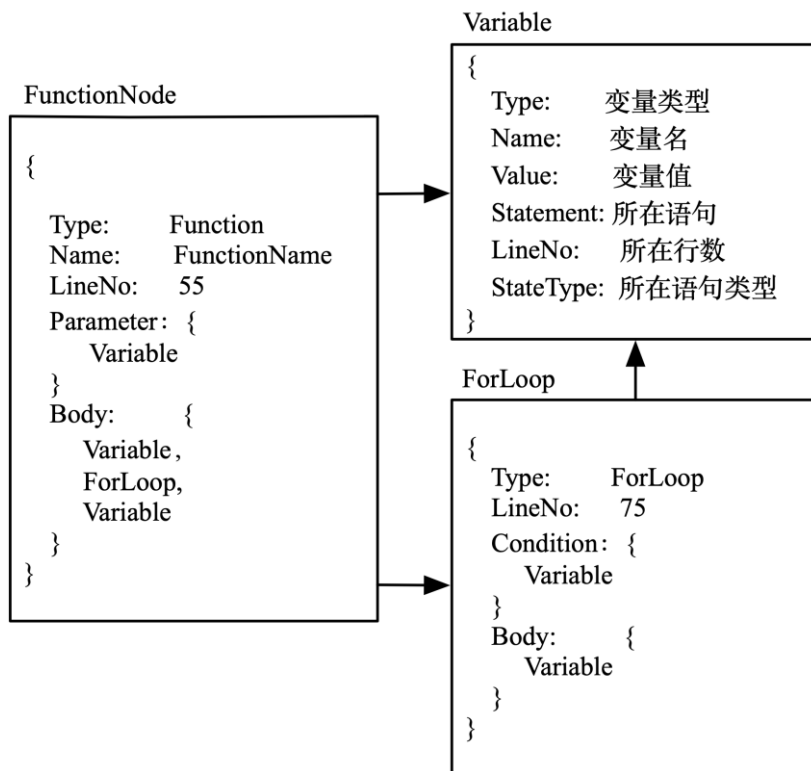 FunctionNode
{
Type: Function
Name: FunctionName
LineNo: 55
Parameter: {
Variable
}
Body: {
Variable,
ForLoop,
Variable
}
}
Variable
{
Type: 变量类型
Name: 变量名
Value: 变量值
Statement: 所在语句
LineNo: 所在行数
StateType: 所在语句类型
}
ForLoop
{
Type: ForLoop
LineNo: 75
Condition: {
Variable
}
Body: {
Variable
}
}